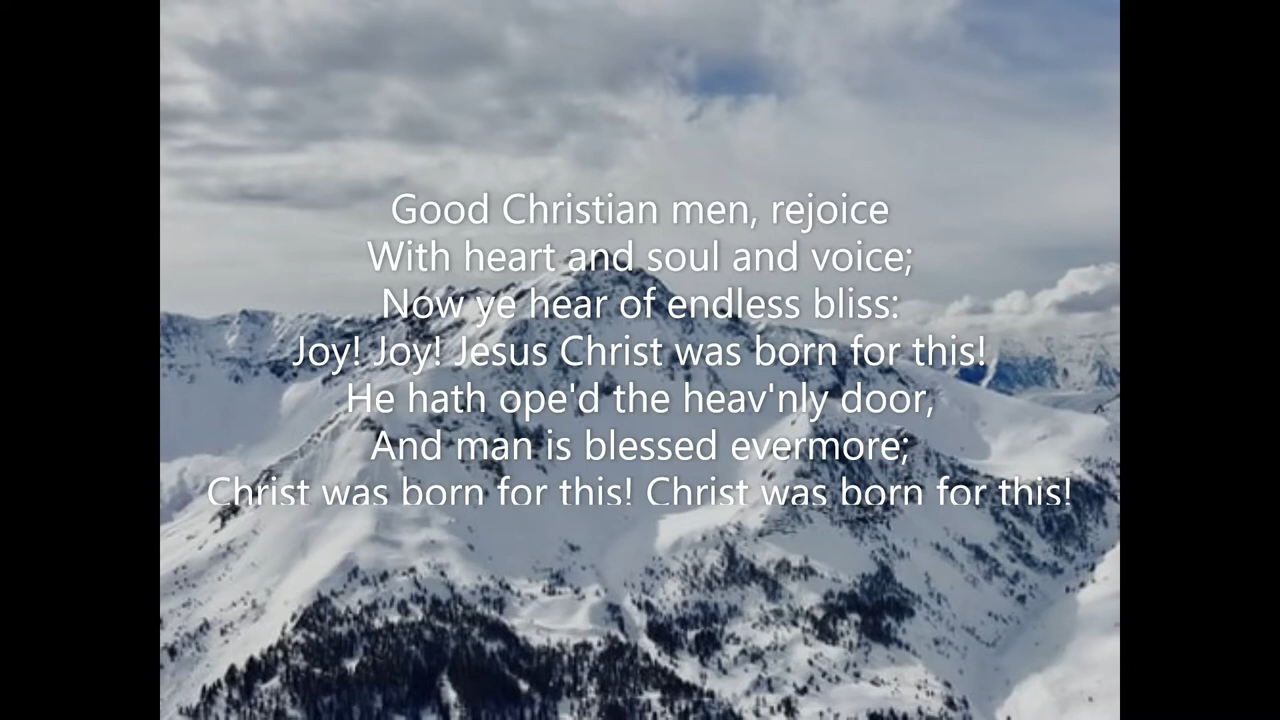 Good Christian men, rejoice
With heart and soul and voice;
Now ye hear of endless bliss:
Joy! Joy! Jesus Christ was born for this!
He hath ope'd the heav'nly door,
And man is blessed evermore;
Christ was born for this! Christ was born for this!